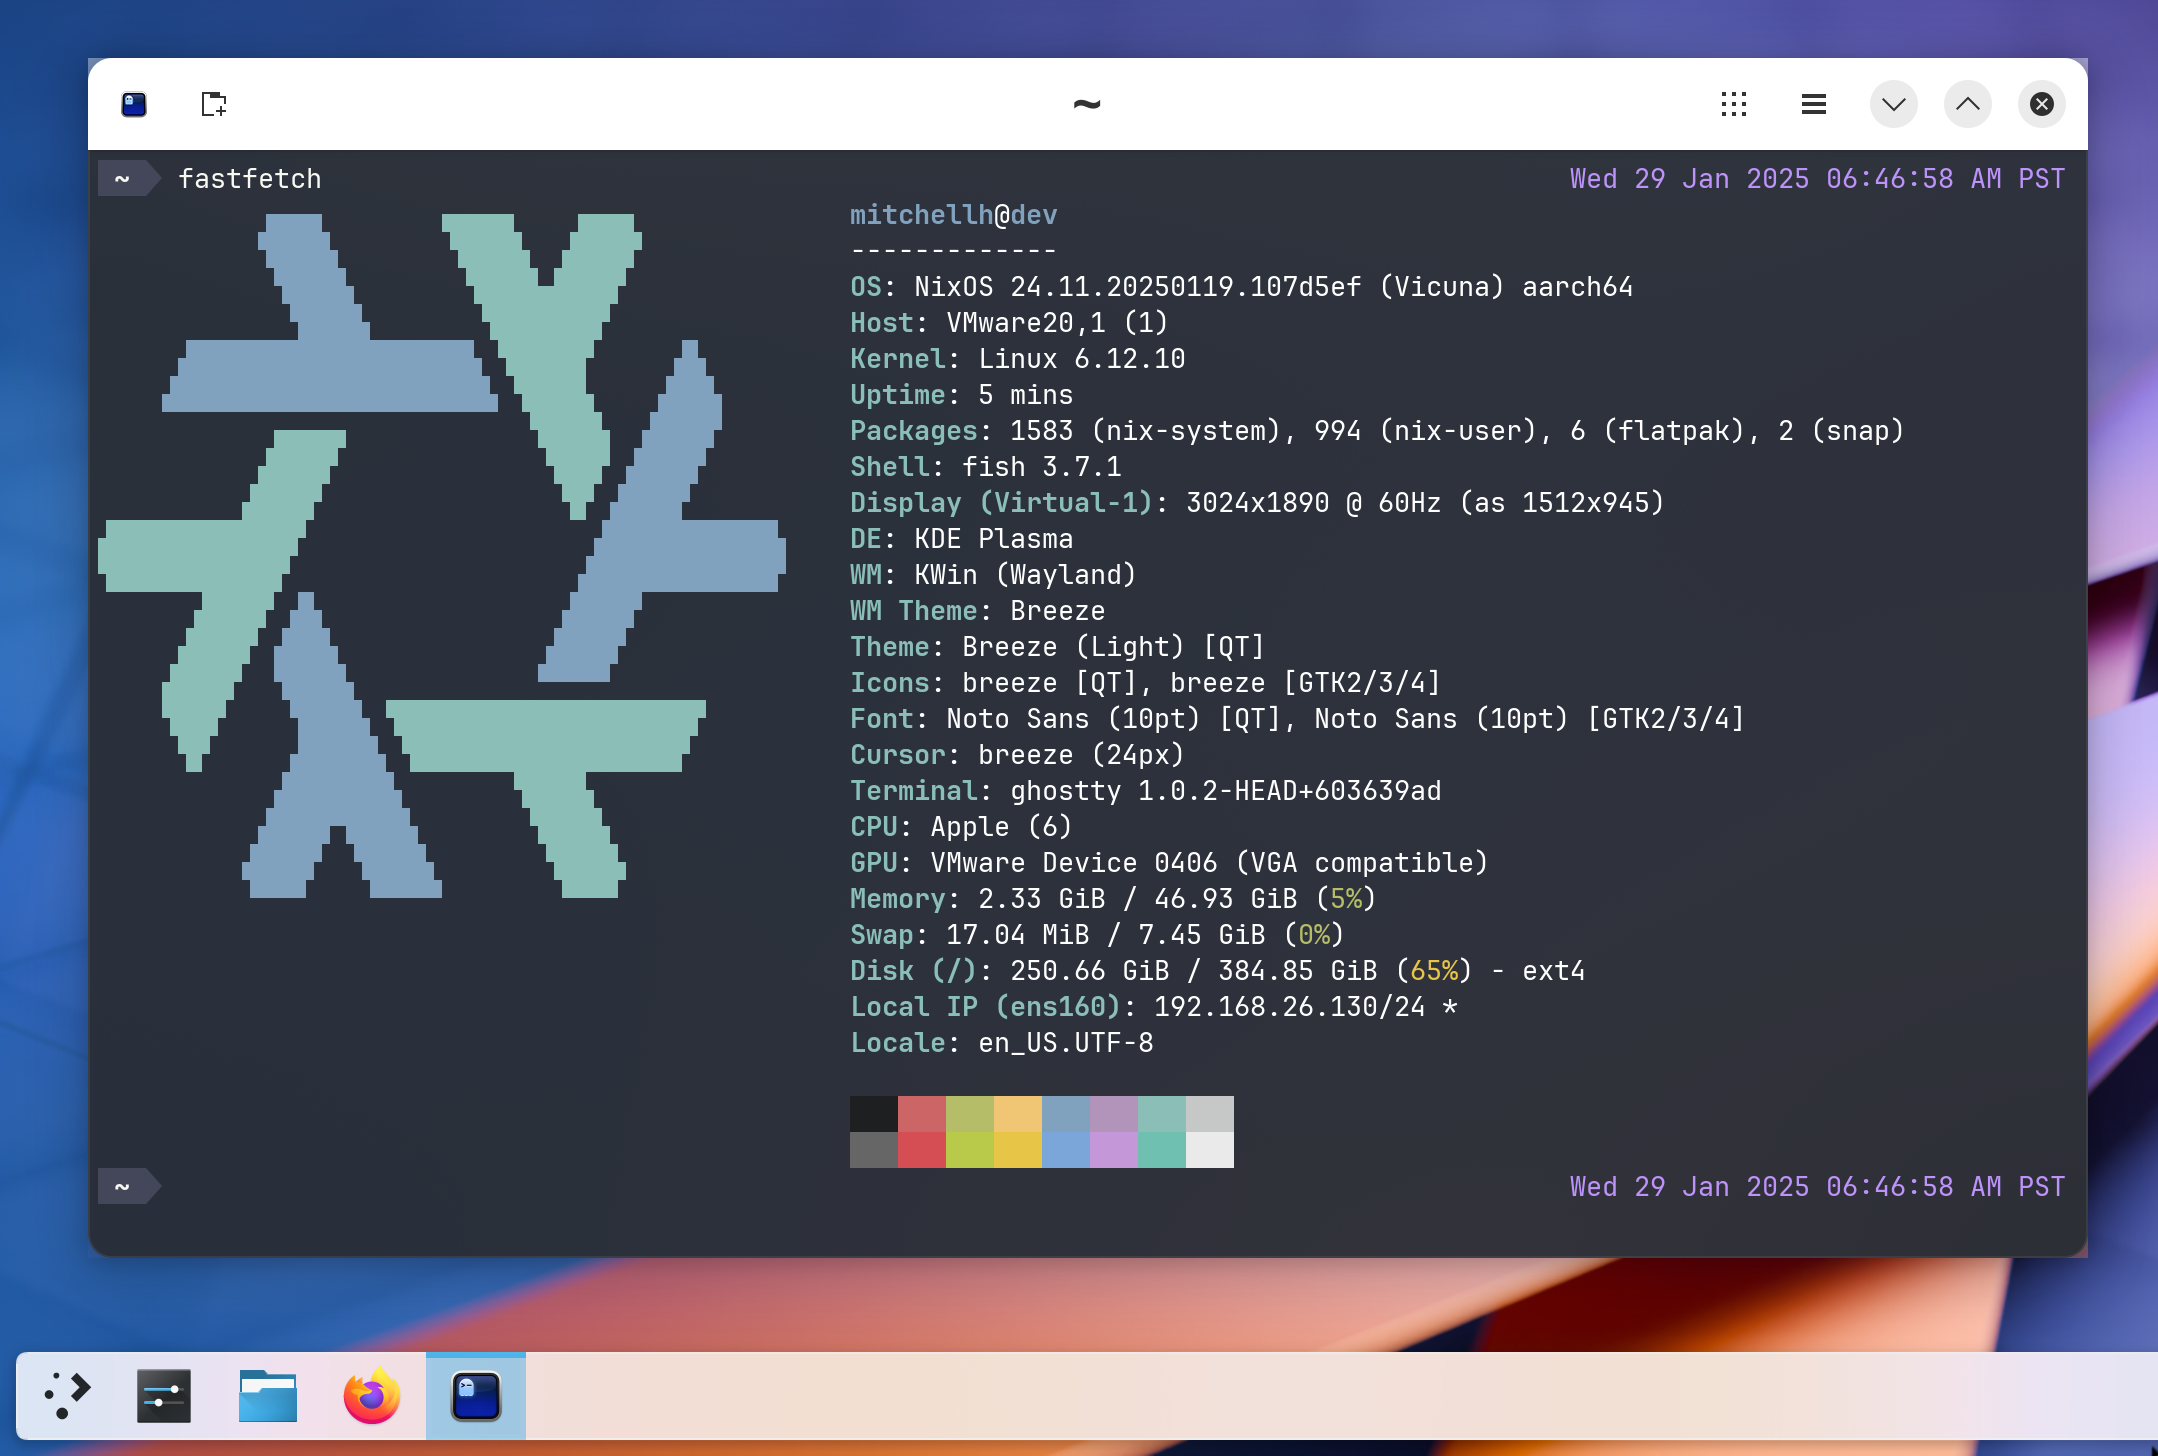 ~
~ fastfetch Wed 29 Jan 2025 06:46:58 AM PST
mitchellh@dev
-------------
OS: NixOS 24.11.20250119.107d5ef (Vicuna) aarch64
Host: VMware20,1 (1)
Kernel: Linux 6.12.10
Uptime: 5 mins
Packages: 1583 (nix-system), 994 (nix-user), 6 (flatpak), 2 (snap)
Shell: fish 3.7.1
Display (Virtual-1): 3024x1890 @ 60Hz (as 1512x945)
DE: KDE Plasma
WM: KWin (Wayland)
WM Theme: Breeze
Theme: Breeze (Light) [QT]
Icons: breeze [QT], breeze [GTK2/3/4]
Font: Noto Sans (10pt) [QT], Noto Sans (10pt) [GTK2/3/4]
Cursor: breeze (24px)
Terminal: ghostty 1.0.2-HEAD+603639ad
CPU: Apple (6)
GPU: VMware Device 0406 (VGA compatible)
Memory: 2.33 GiB / 46.93 GiB (5%)
Swap: 17.04 MiB / 7.45 GiB (0%)
Disk (/): 250.66 GiB / 384.85 GiB (65%) - ext4
Local IP (ens160): 192.168.26.130/24 *
Locale: en_US.UTF-8
~ Wed 29 Jan 2025 06:46:58 AM PST